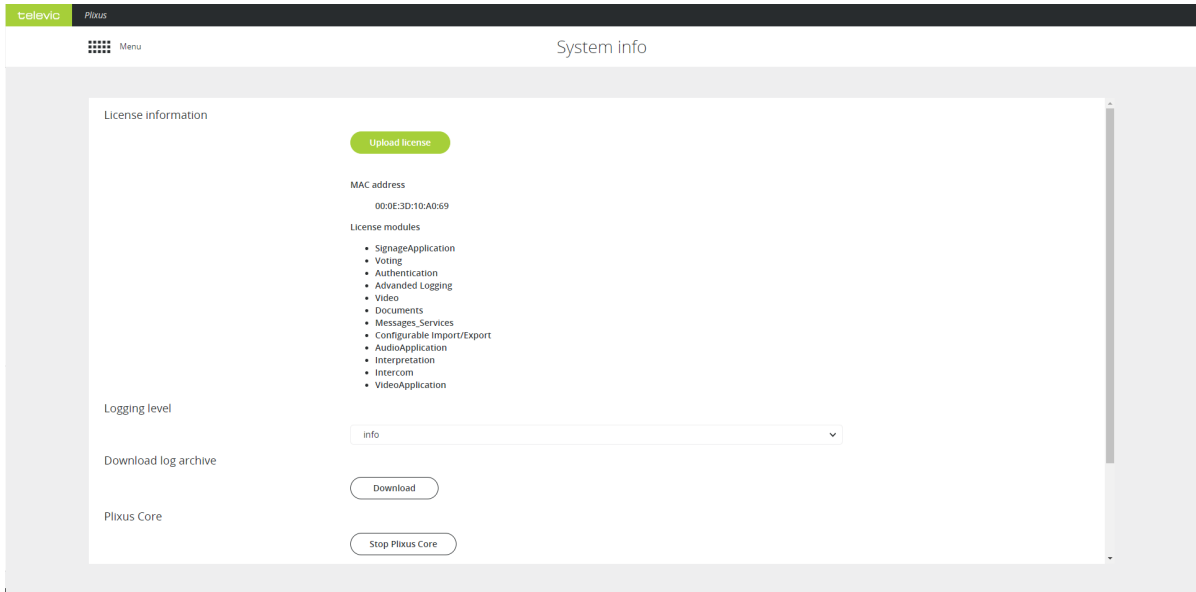 televic Plixus
Menu System info
License information
Upload license
MAC address
00:0E:3D:10:A0:69
License modules
SignageApplication
Voting
Authentication
Advanded Logging
Video
Documents
Messages_Services
Configurable Import/Export
AudioApplication
Interpretation
Intercom
VideoApplication
Logging level
info
Download log archive
Download
Plixus Core
Stop Plixus Core